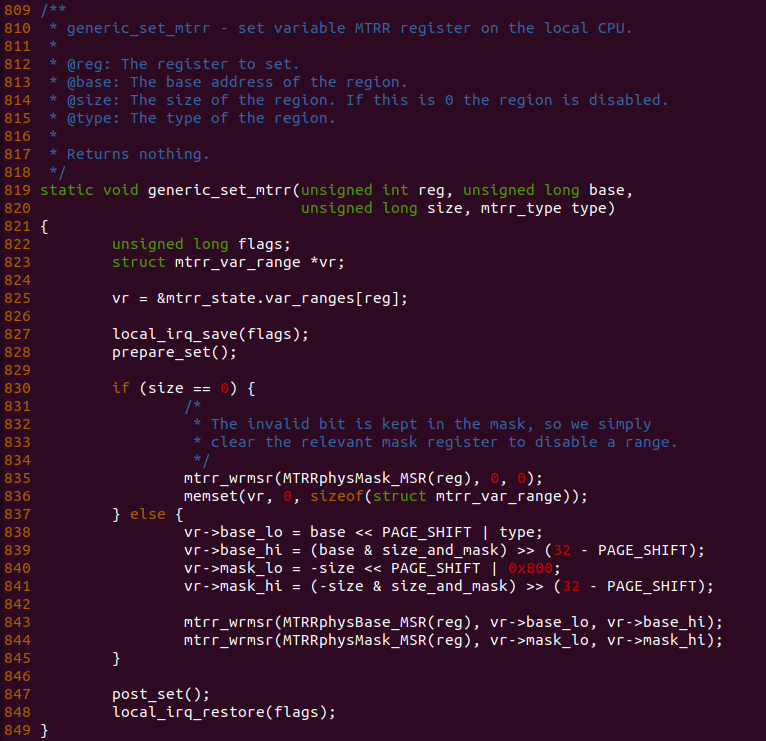 809 /**
810  * generic_set_mtrr - set variable MTRR register on the local CPU.
811  *
812  * @reg: The register to set.
813  * @base: The base address of the region.
814  * @size: The size of the region. If this is 0 the region is disabled.
815  * @type: The type of the region.
816  *
817  * Returns nothing.
818  */
819 static void generic_set_mtrr(unsigned int reg, unsigned long base,
820                              unsigned long size, mtrr_type type)
821 {
822         unsigned long flags;
823         struct mtrr_var_range *vr;
824
825         vr = &mtrr_state.var_ranges[reg];
826
827         local_irq_save(flags);
828         prepare_set();
829
830         if (size == 0) {
831                 /*
832                  * The invalid bit is kept in the mask, so we simply
833                  * clear the relevant mask register to disable a range.
834                  */
835                 mtrr_wrmsr(MTRRphysMask_MSR(reg), 0, 0);
836                 memset(vr, 0, sizeof(struct mtrr_var_range));
837         } else {
838                 vr->base_lo = base << PAGE_SHIFT | type;
839                 vr->base_hi = (base & size_and_mask) >> (32 - PAGE_SHIFT);
840                 vr->mask_lo = -size << PAGE_SHIFT | 0x800;
841                 vr->mask_hi = (-size & size_and_mask) >> (32 - PAGE_SHIFT);
842
843                 mtrr_wrmsr(MTRRphysBase_MSR(reg), vr->base_lo, vr->base_hi);
844                 mtrr_wrmsr(MTRRphysMask_MSR(reg), vr->mask_lo, vr->mask_hi);
845         }
846
847         post_set();
848         local_irq_restore(flags);
849 }